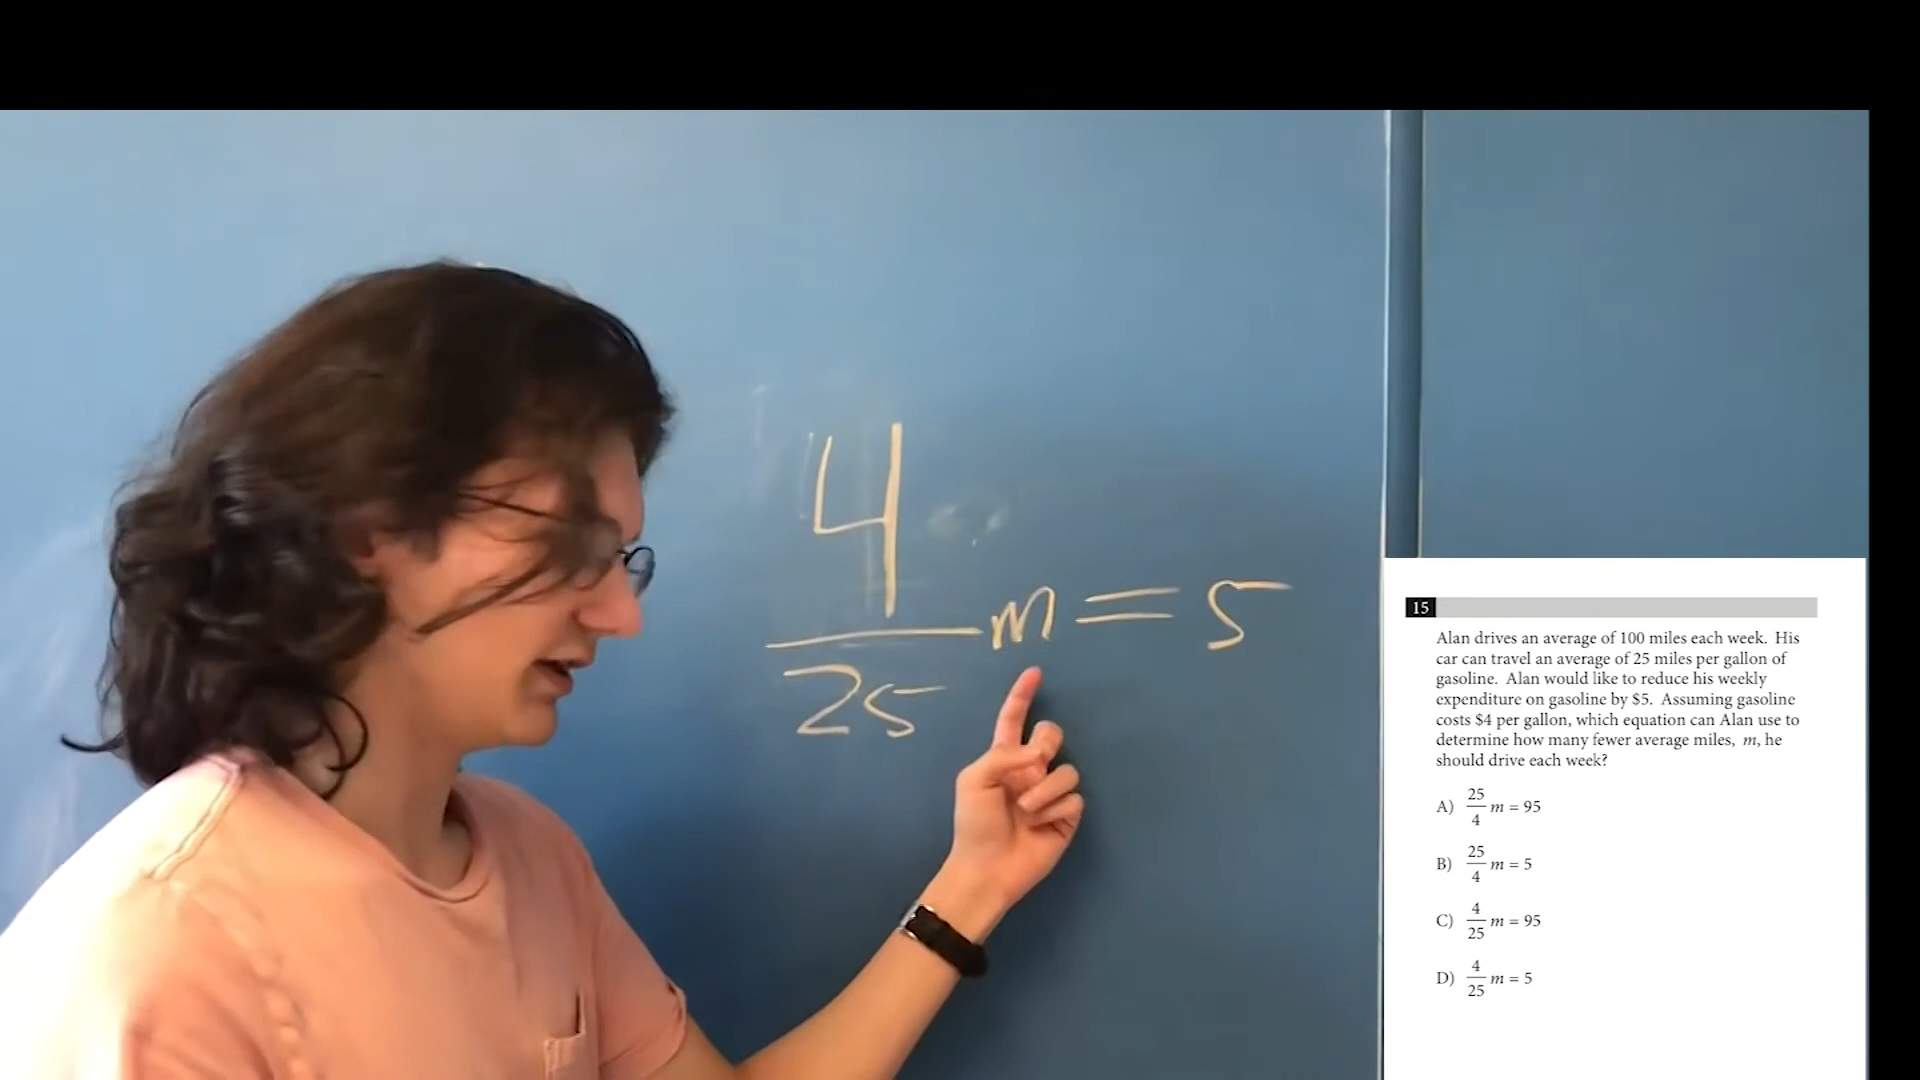 4
25 m = 5
15
Alan drives an average of 100 miles each week. His
car can travel an average of 25 miles per gallon of
gasoline. Alan would like to reduce his weekly
expenditure on gasoline by $5. Assuming gasoline
costs $4 per gallon, which equation can Alan use to
determine how many fewer average miles, m, he
should drive each week?
A) 25/4 m = 95
B) 25/4 m = 5
C) 4/25 m = 95
D) 4/25 m = 5